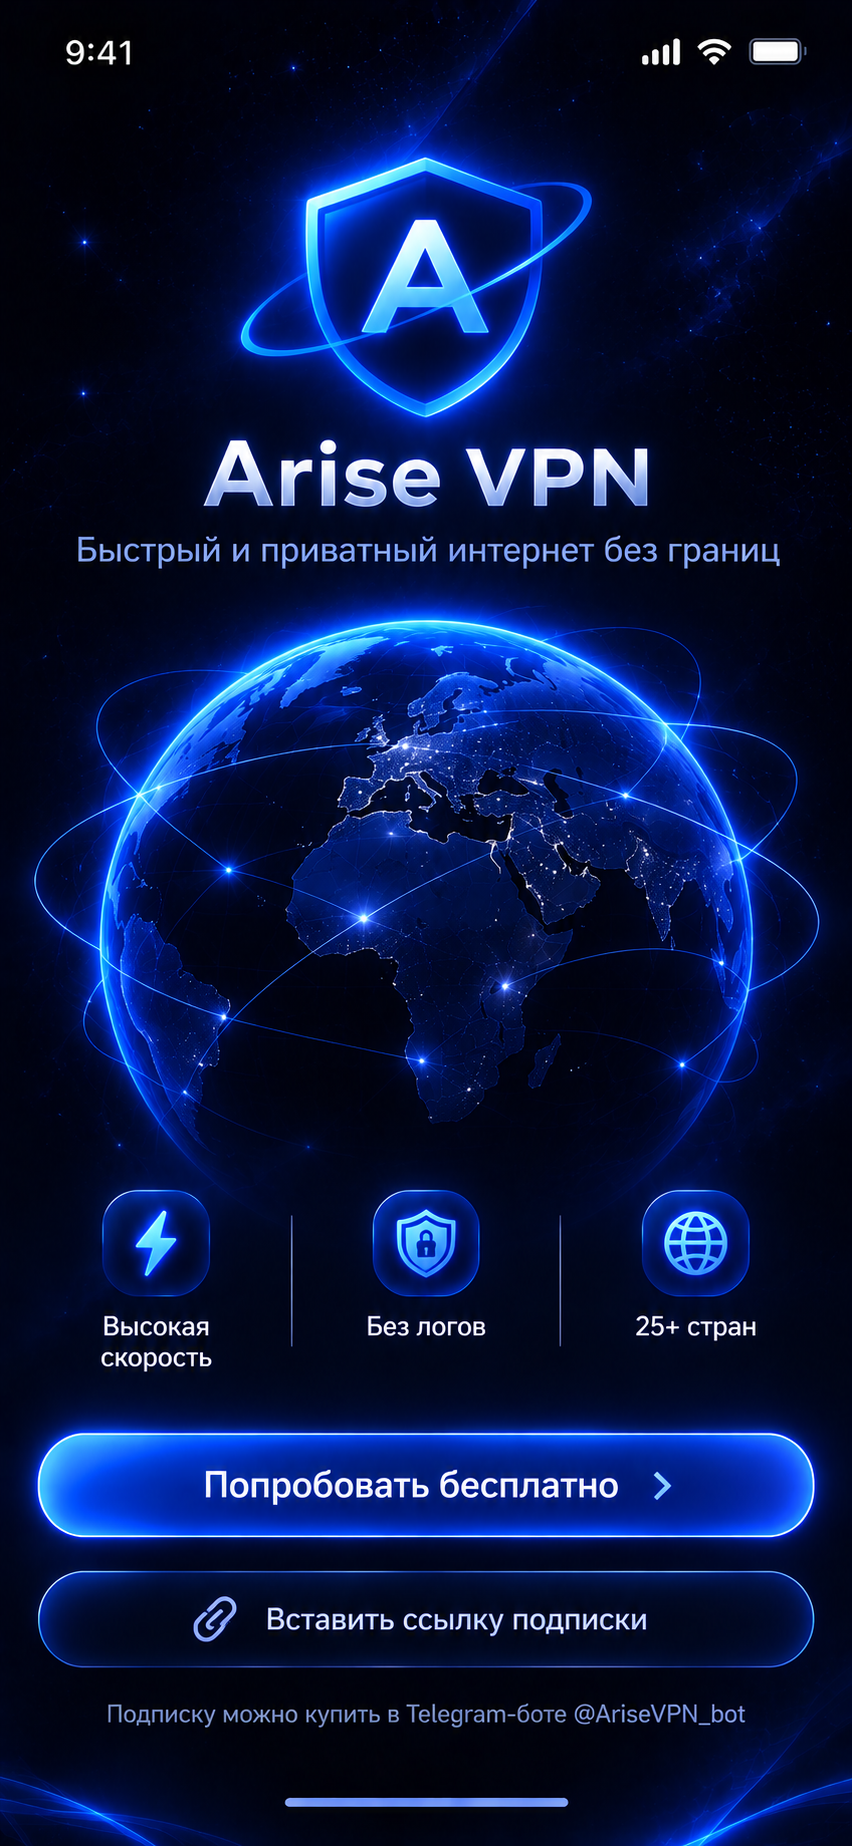 9:41
A
Arise VPN
Быстрый и приватный интернет без границ
Высокая
скорость
Без логов
25+ стран
Попробовать бесплатно
Вставить ссылку подписки
Подписку можно купить в Telegram-боте @AriseVPN_bot